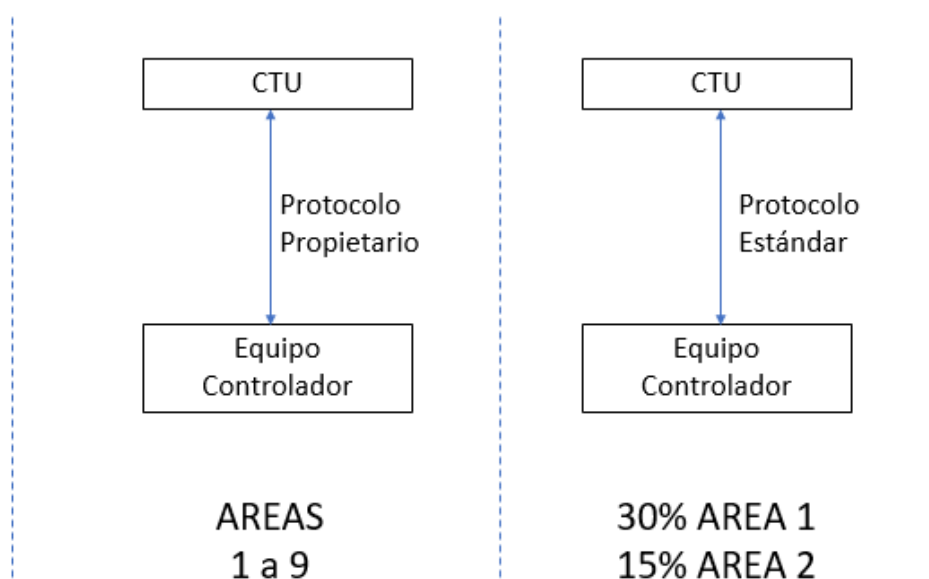 CTU
Protocolo
Propietario
Equipo
Controlador
AREAS
1 a 9
CTU
Protocolo
Estándar
Equipo
Controlador
30% AREA 1
15% AREA 2